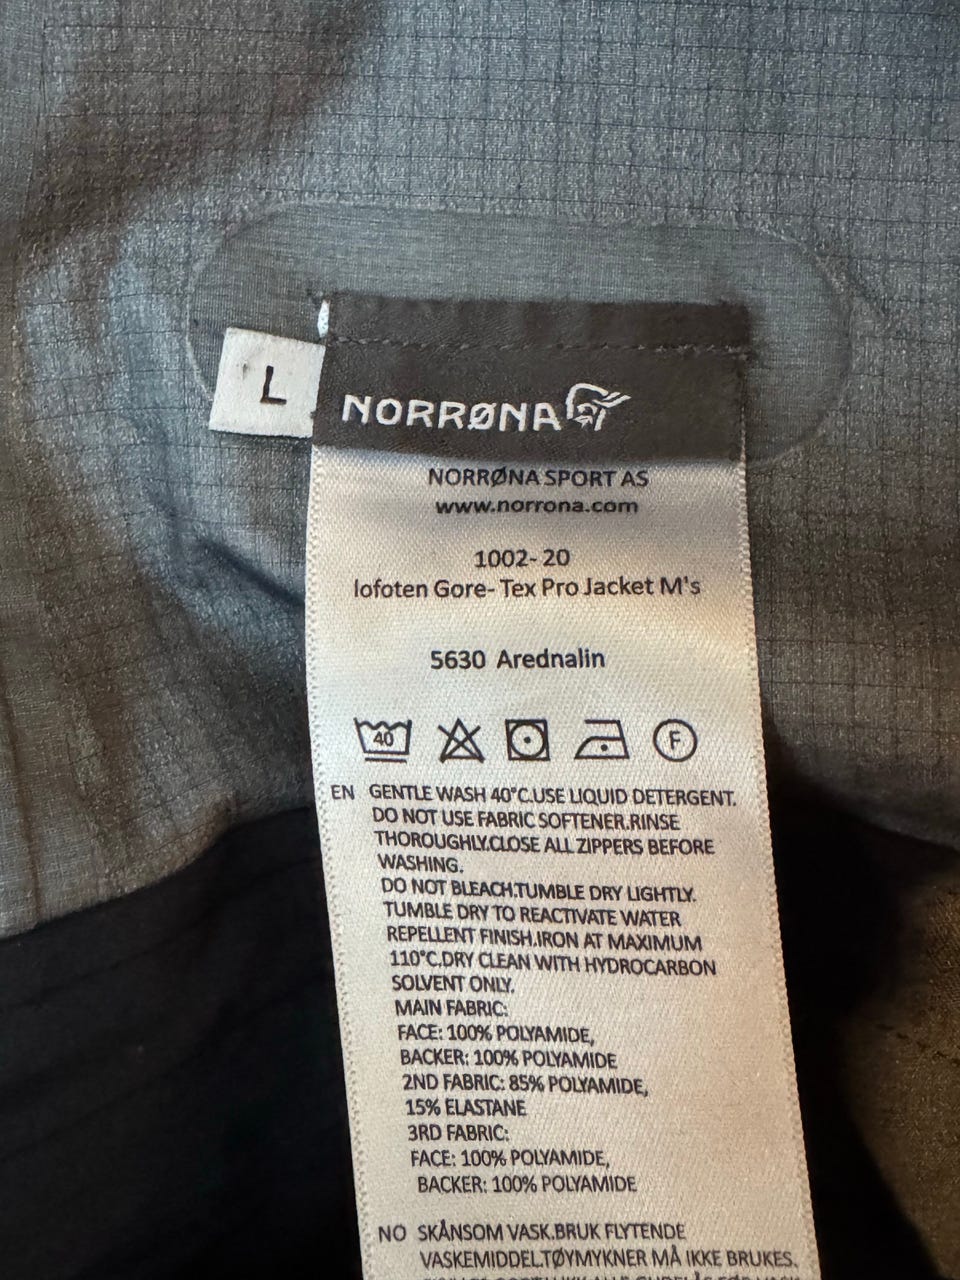 L
NORRØNA
NORRØNA SPORT AS
www.norrona.com
1002-20
lofoten Gore-Tex Pro Jacket M's
5630 Arednalin
40
F
EN GENTLE WASH 40°C.USE LIQUID DETERGENT.
DO NOT USE FABRIC SOFTENER.RINSE
THOROUGHLY.CLOSE ALL ZIPPERS BEFORE
WASHING.
DO NOT BLEACH.TUMBLE DRY LIGHTLY.
TUMBLE DRY TO REACTIVATE WATER
REPELLENT FINISH.IRON AT MAXIMUM
110°C.DRY CLEAN WITH HYDROCARBON
SOLVENT ONLY.
MAIN FABRIC:
FACE: 100% POLYAMIDE,
BACKER: 100% POLYAMIDE
2ND FABRIC: 85% POLYAMIDE,
15% ELASTANE
3RD FABRIC:
FACE: 100% POLYAMIDE,
BACKER: 100% POLYAMIDE
NO SKÅNSOM VASK.BRUK FLYTENDE
VASKEMIDDEL.TØYMYKNER MÅ IKKE BRUKES.